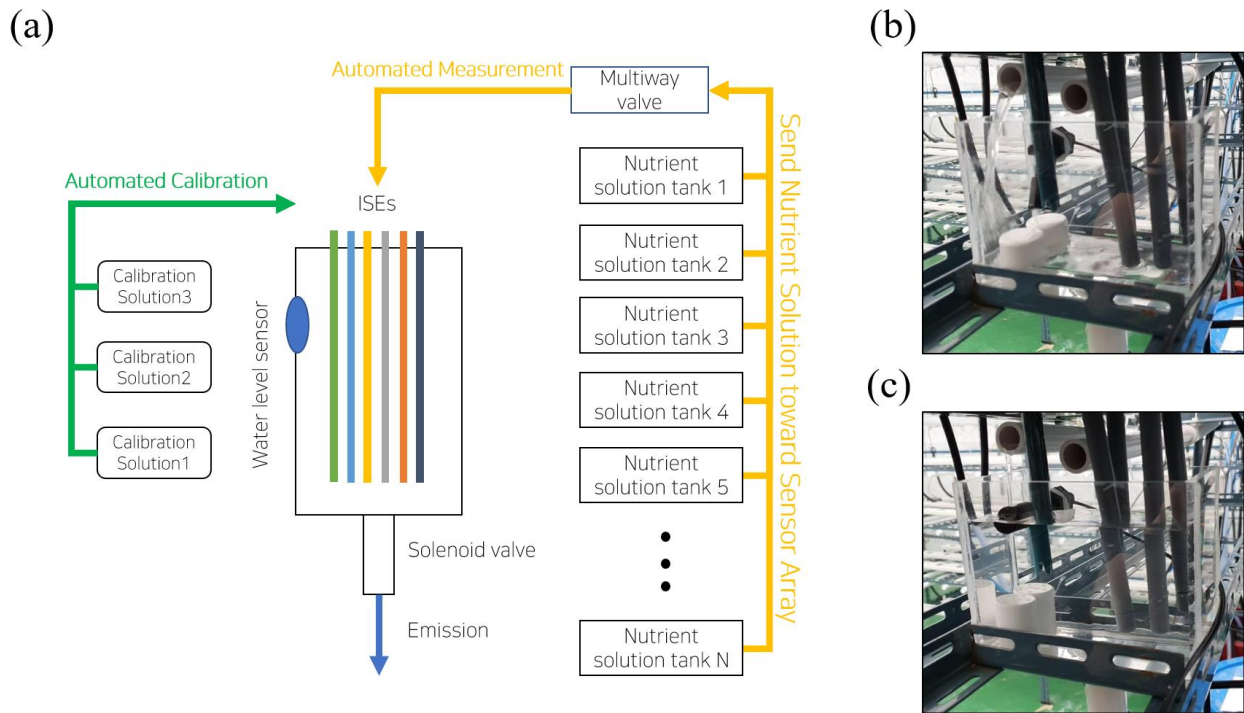 (a)
Automated Measurement
Multiway
valve
Send Nutrient Solution toward Sensor Array
Automated Calibration
ISEs
Nutrient
solution tank 1
Nutrient
solution tank 2
Nutrient
solution tank 3
Nutrient
solution tank 4
Nutrient
solution tank 5
Nutrient
solution tank N
Calibration
Solution3
Calibration
Solution2
Calibration
Solution1
Water level sensor
Solenoid valve
Emission
(b)
(c)